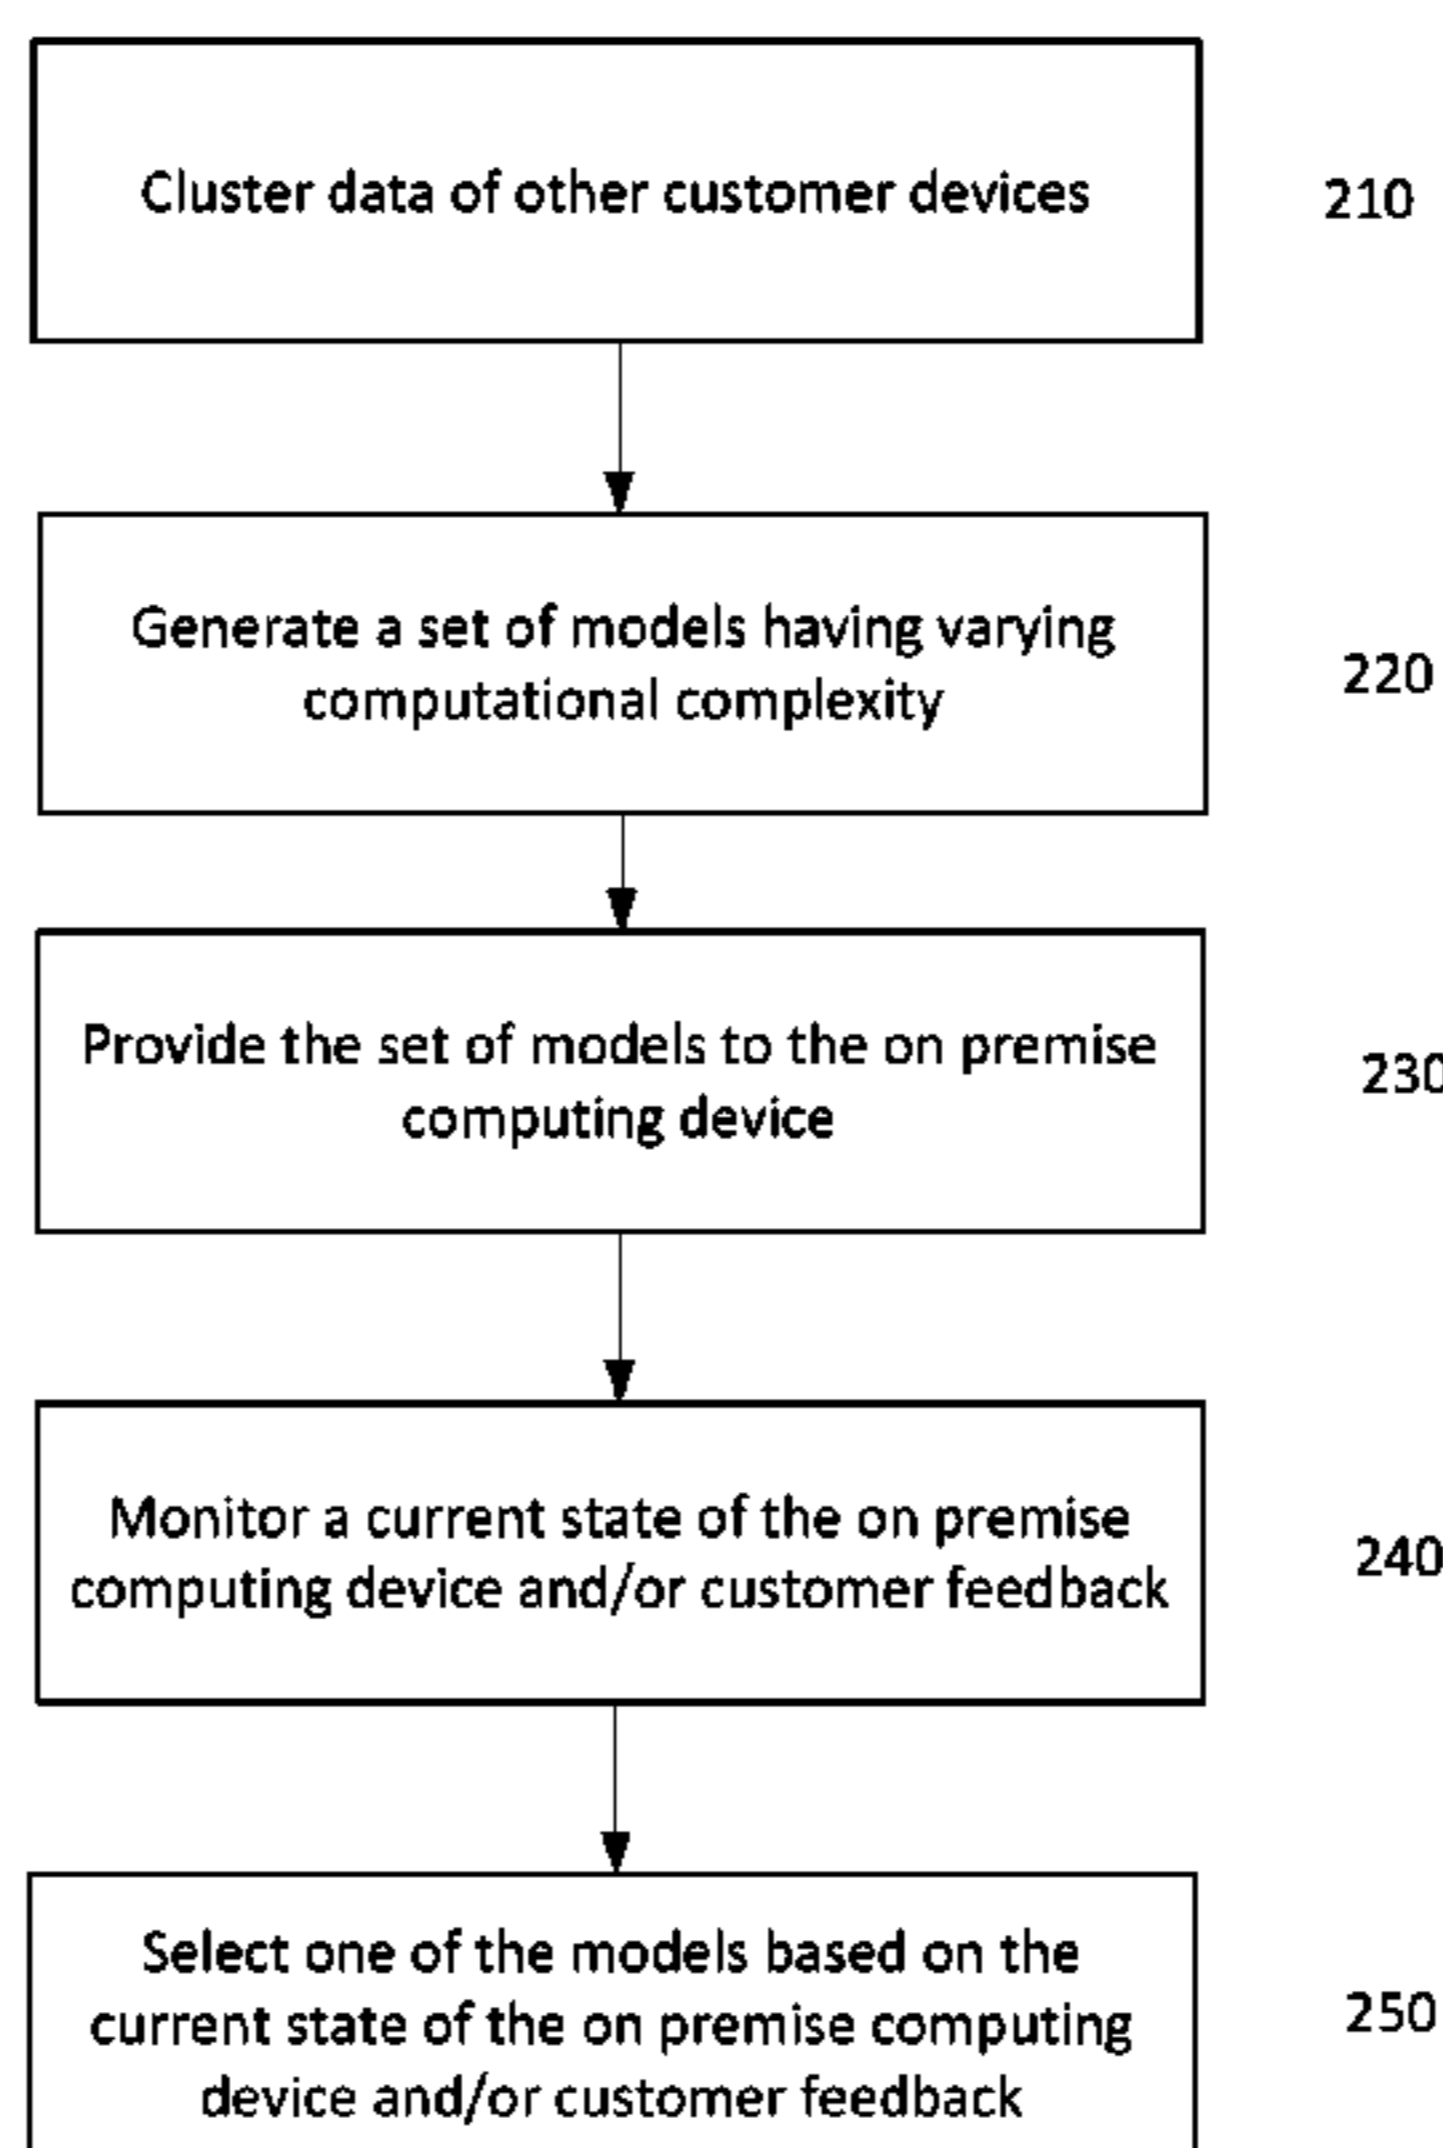 Cluster data of other customer devices
210
Generate a set of models having varying
computational complexity
220
Provide the set of models to the on premise
computing device
230
Monitor a current state of the on premise
computing device and/or customer feedback
240
Select one of the models based on the
current state of the on premise computing
device and/or customer feedback
250